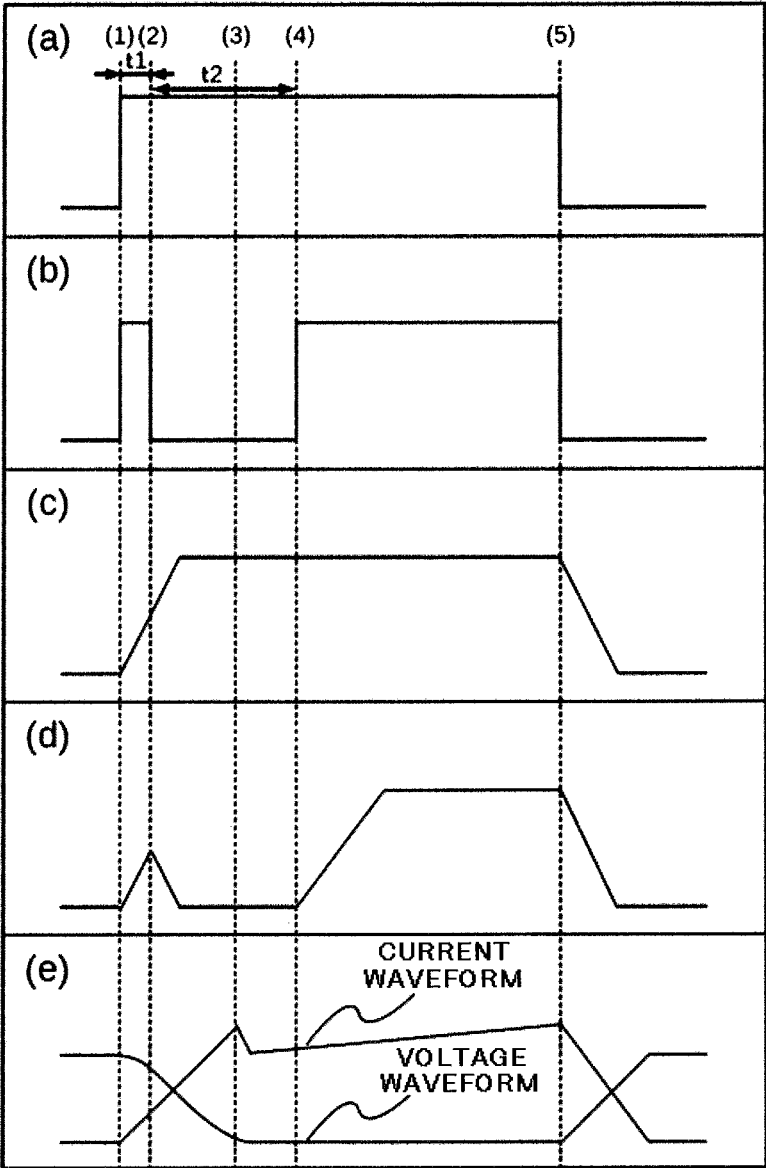 (a) (1) (2) (3) (4) (5)
t1
t2
(b)
(c)
(d)
(e)
CURRENT
WAVEFORM
VOLTAGE
WAVEFORM